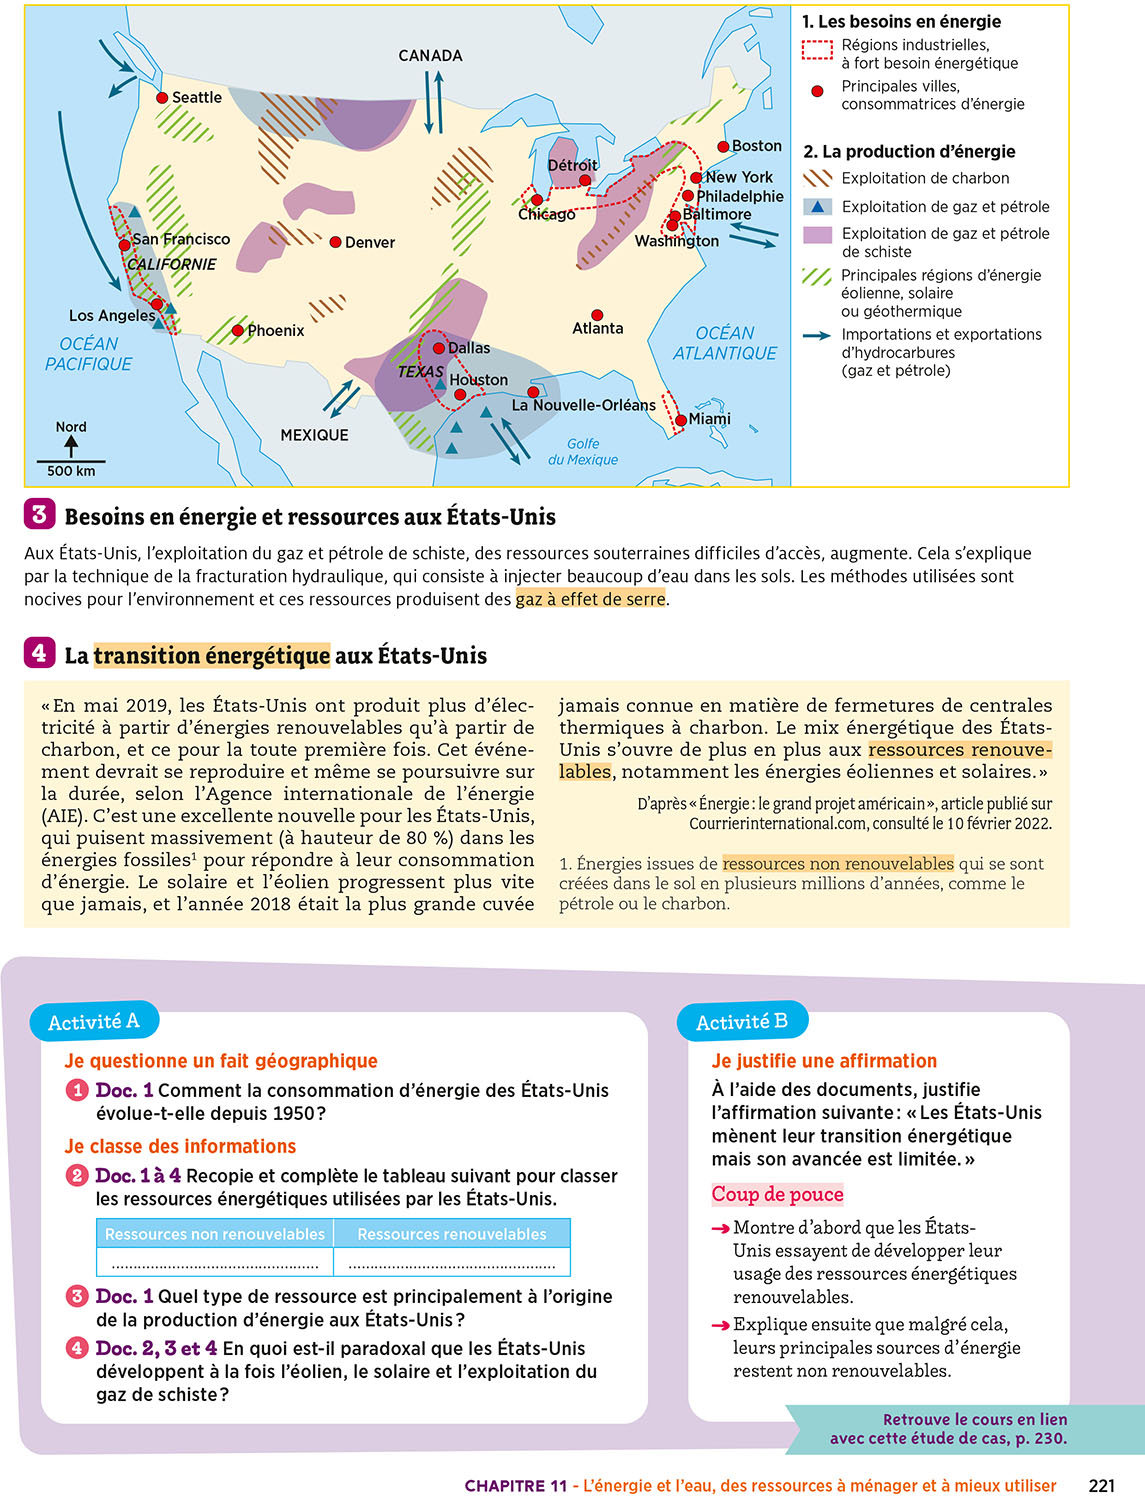 CANADA
Seattle
Boston
Détroit
New York
Philadelphie
Chicago
Baltimore
Washington
San Francisco
Denver
CALIFORNIE
Los Angeles
Phoenix
Atlanta
OCÉAN
PACIFIQUE
OCÉAN
ATLANTIQUE
Dallas
TEXAS
Houston
La Nouvelle-Orléans
Miami
MEXIQUE
Golfe
du Mexique
Nord
500 km
1. Les besoins en énergie
Régions industrielles,
à fort besoin énergétique
Principales villes,
consommatrices d’énergie
2. La production d’énergie
Exploitation de charbon
Exploitation de gaz et pétrole
Exploitation de gaz et pétrole
de schiste
Principales régions d’énergie
éolienne, solaire
ou géothermique
Importations et exportations
d’hydrocarbures
(gaz et pétrole)
3 Besoins en énergie et ressources aux États-Unis
Aux États-Unis, l’exploitation du gaz et pétrole de schiste, des ressources souterraines difficiles d’accès, augmente. Cela s’explique
par la technique de la fracturation hydraulique, qui consiste à injecter beaucoup d’eau dans les sols. Les méthodes utilisées sont
nocives pour l’environnement et ces ressources produisent des gaz à effet de serre.
4 La transition énergétique aux États-Unis
« En mai 2019, les États-Unis ont produit plus d’élec-
tricité à partir d’énergies renouvelables qu’à partir de
charbon, et ce pour la toute première fois. Cet événe-
ment devrait se reproduire et même se poursuivre sur
la durée, selon l’Agence internationale de l’énergie
(AIE). C’est une excellente nouvelle pour les États-Unis,
qui puisent massivement (à hauteur de 80 %) dans les
énergies fossiles¹ pour répondre à leur consommation
d’énergie. Le solaire et l’éolien progressent plus vite
que jamais, et l’année 2018 était la plus grande cuvée
jamais connue en matière de fermetures de centrales
thermiques à charbon. Le mix énergétique des États-
Unis s’ouvre de plus en plus aux ressources renouve-
lables, notamment les énergies éoliennes et solaires. »
D’après « Énergie : le grand projet américain », article publié sur
Courrierinternational.com, consulté le 10 février 2022.
1. Énergies issues de ressources non renouvelables qui se sont
créées dans le sol en plusieurs millions d’années, comme le
pétrole ou le charbon.
Activité A
Je questionne un fait géographique
1 Doc. 1 Comment la consommation d’énergie des États-Unis
évolue-t-elle depuis 1950 ?
Je classe des informations
2 Doc. 1 à 4 Recopie et complète le tableau suivant pour classer
les ressources énergétiques utilisées par les États-Unis.
Ressources non renouvelables Ressources renouvelables
................................................ ................................................
3 Doc. 1 Quel type de ressource est principalement à l’origine
de la production d’énergie aux États-Unis ?
4 Doc. 2, 3 et 4 En quoi est-il paradoxal que les États-Unis
développent à la fois l’éolien, le solaire et l’exploitation du
gaz de schiste ?
Activité B
Je justifie une affirmation
À l’aide des documents, justifie
l’affirmation suivante : « Les États-Unis
mènent leur transition énergétique
mais son avancée est limitée. »
Coup de pouce
Montre d’abord que les États-
Unis essayent de développer leur
usage des ressources énergétiques
renouvelables.
Explique ensuite que malgré cela,
leurs principales sources d’énergie
restent non renouvelables.
Retrouve le cours en lien
avec cette étude de cas, p. 230.
CHAPITRE 11 - L’énergie et l’eau, des ressources à ménager et à mieux utiliser 221